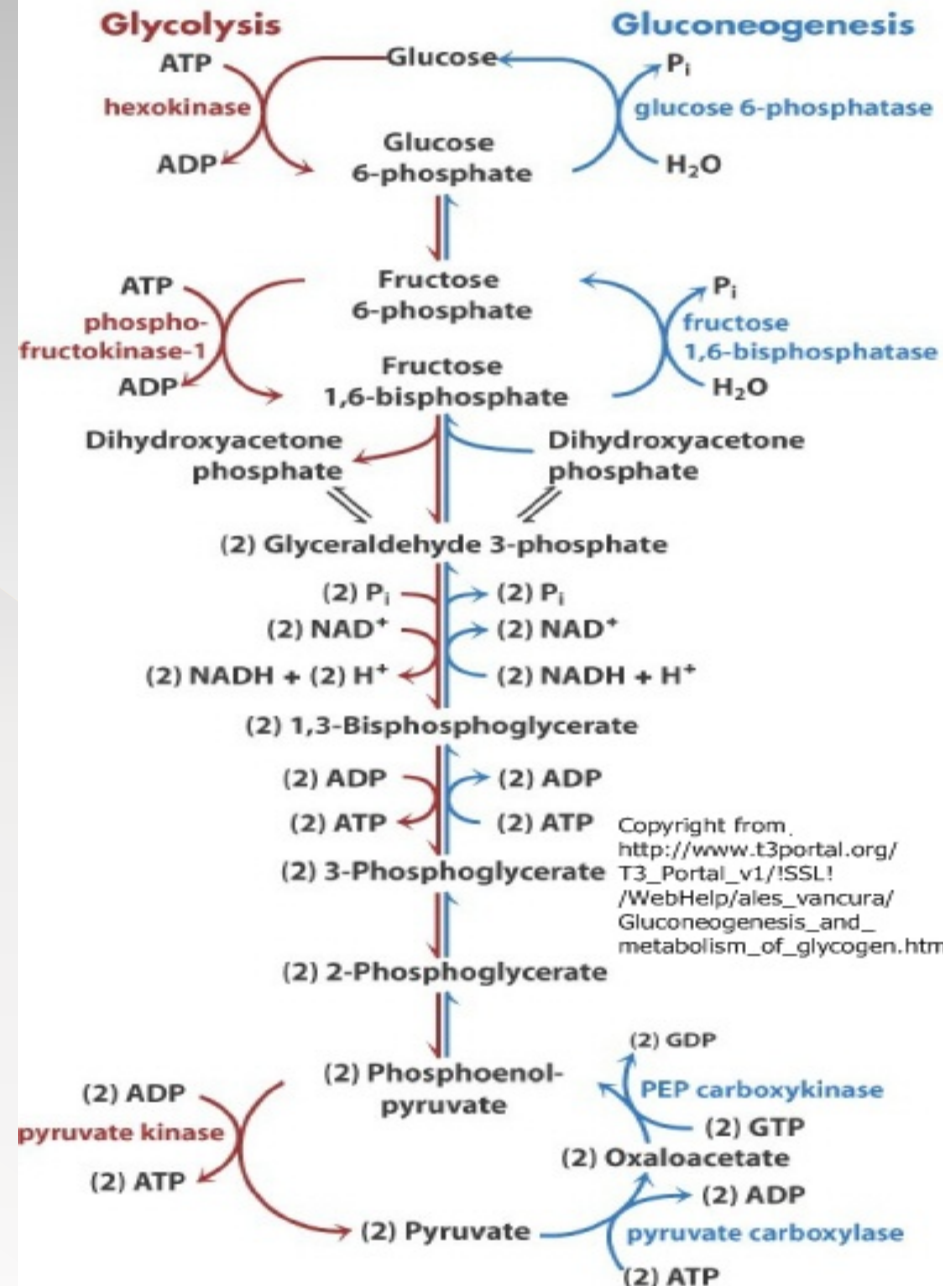 Glycolysis
Gluconeogenesis
ATP
Glucose
Pi
hexokinase
glucose 6-phosphatase
Glucose
6-phosphate
ADP
H₂O
ATP
Fructose
6-phosphate
Pi
phospho-
fructokinase-1
fructose
1,6-bisphosphatase
ADP
Fructose
1,6-bisphosphate
H₂O
Dihydroxyacetone
phosphate
Dihydroxyacetone
phosphate
(2) Glyceraldehyde 3-phosphate
(2) Pi
(2) Pi
(2) NAD⁺
(2) NAD⁺
(2) NADH + (2) H⁺
(2) NADH + H⁺
(2) 1,3-Bisphosphoglycerate
(2) ADP
(2) ADP
(2) ATP
(2) ATP
Copyright from
http://www.t3portal.org/
T3_Portal_v1/!SSL!
/WebHelp/ales_vancura/
Gluconeogenesis_and_
metabolism_of_glycogen.htm
(2) 3-Phosphoglycerate
(2) 2-Phosphoglycerate
(2) GDP
(2) Phosphoenol-
pyruvate
(2) ADP
PEP carboxykinase
pyruvate kinase
(2) GTP
(2) ATP
(2) Oxaloacetate
(2) ADP
(2) Pyruvate
pyruvate carboxylase
(2) ATP